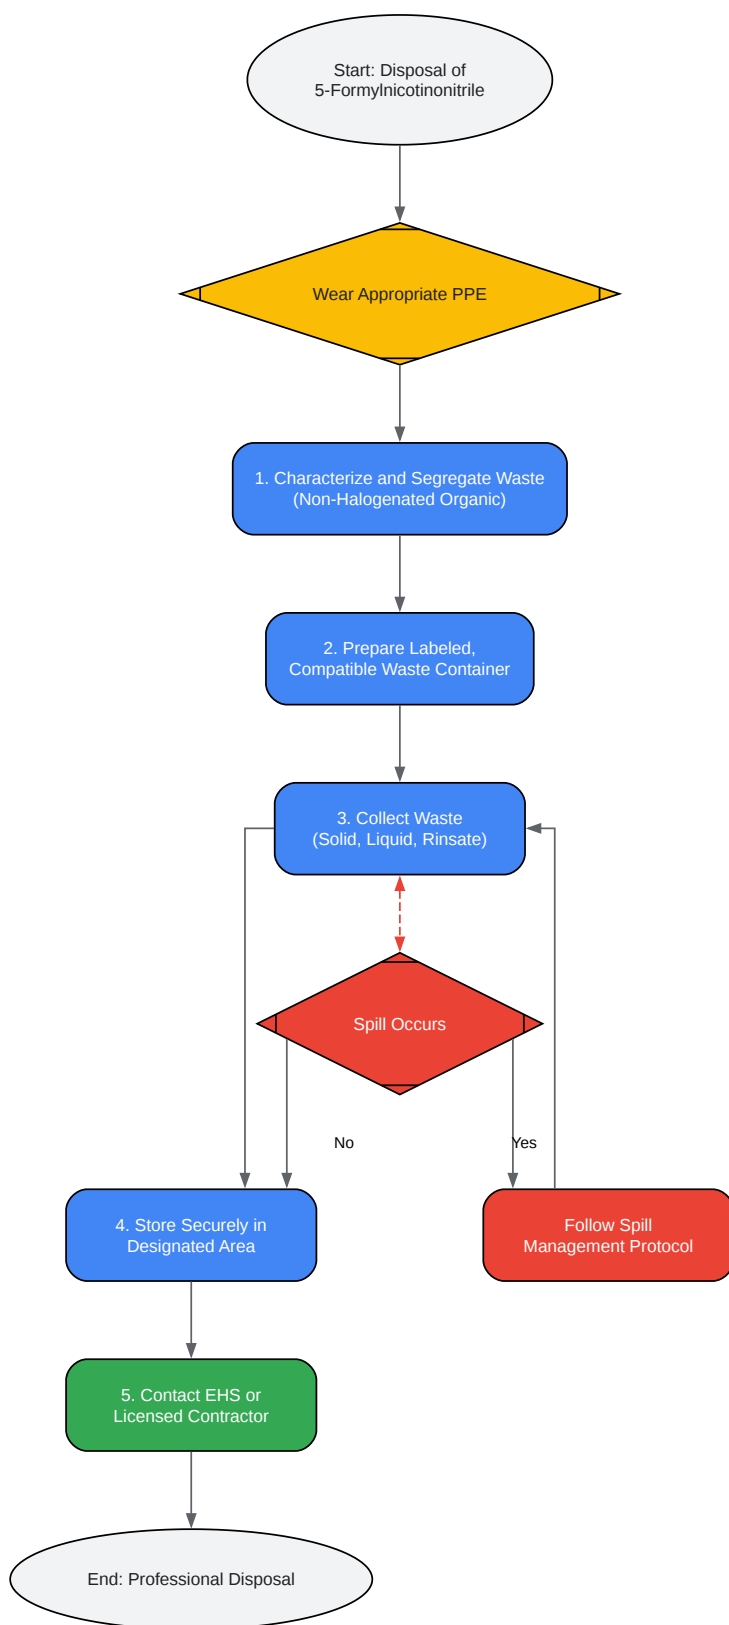 Start: Disposal of
5-Formylnicotinonitrile
Wear Appropriate PPE
1. Characterize and Segregate Waste
(Non-Halogenated Organic)
2. Prepare Labeled,
Compatible Waste Container
3. Collect Waste
(Solid, Liquid, Rinsate)
Spill Occurs
No
Yes
4. Store Securely in
Designated Area
Follow Spill
Management Protocol
5. Contact EHS or
Licensed Contractor
End: Professional Disposal